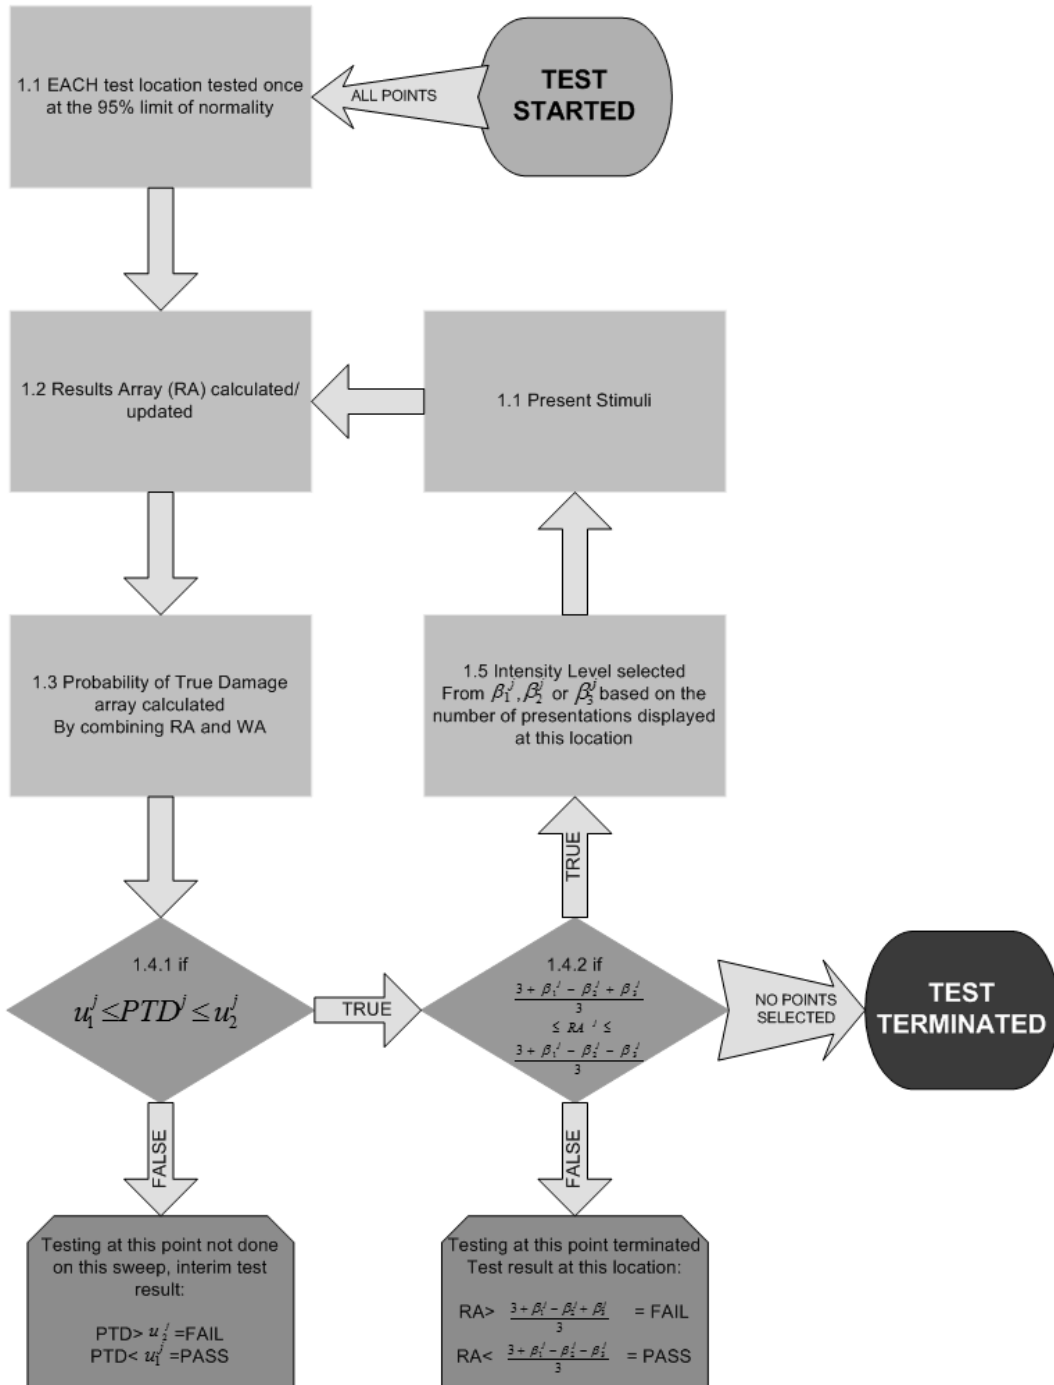 TEST
STARTED
ALL POINTS
1.1 EACH test location tested once
at the 95% limit of normality
1.2 Results Array (RA) calculated/
updated
1.1 Present Stimuli
1.3 Probability of True Damage
array calculated
By combining RA and WA
1.5 Intensity Level selected
From β₁ʲ, β₂ʲ or β₃ʲ based on the
number of presentations displayed
at this location
TRUE
1.4.1 if
u₁ʲ ≤ PTDʲ ≤ u₂ʲ
TRUE
1.4.2 if
3 + β₁ʲ − β₂ʲ + β₃ʲ
3
≤ RAʲ ≤
3 + β₁ʲ − β₂ʲ − β₃ʲ
3
NO POINTS
SELECTED
TEST
TERMINATED
FALSE
FALSE
Testing at this point not done
on this sweep, interim test
result:
PTD> u₂ʲ =FAIL
PTD< u₁ʲ =PASS
Testing at this point terminated
Test result at this location:
RA> 3 + β₁ʲ − β₂ʲ + β₃ʲ / 3 = FAIL
RA< 3 + β₁ʲ − β₂ʲ − β₃ʲ / 3 = PASS